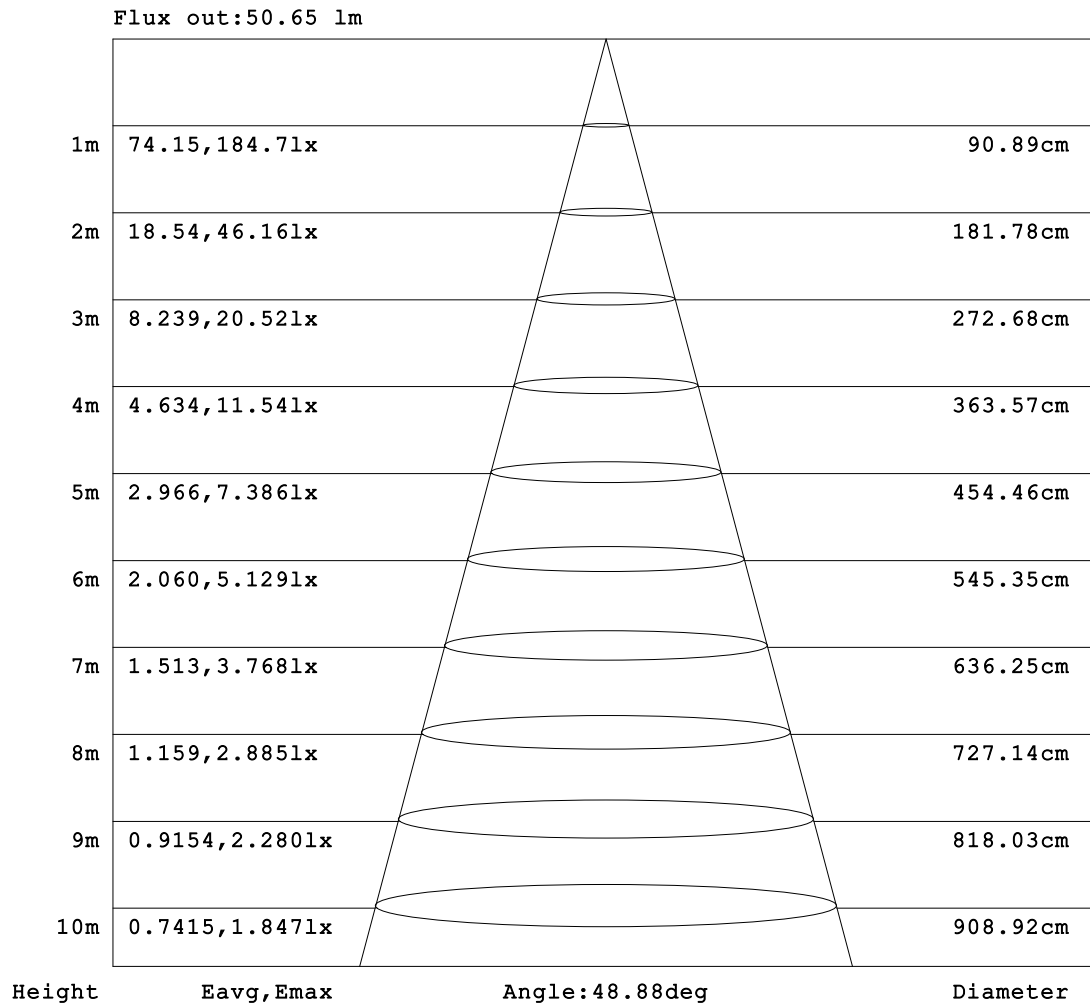 Flux out:50.65 lm
1m 74.15,184.7lx 90.89cm
2m 18.54,46.16lx 181.78cm
3m 8.239,20.52lx 272.68cm
4m 4.634,11.54lx 363.57cm
5m 2.966,7.386lx 454.46cm
6m 2.060,5.129lx 545.35cm
7m 1.513,3.768lx 636.25cm
8m 1.159,2.885lx 727.14cm
9m 0.9154,2.280lx 818.03cm
10m 0.7415,1.847lx 908.92cm
Height Eavg,Emax Angle:48.88deg Diameter